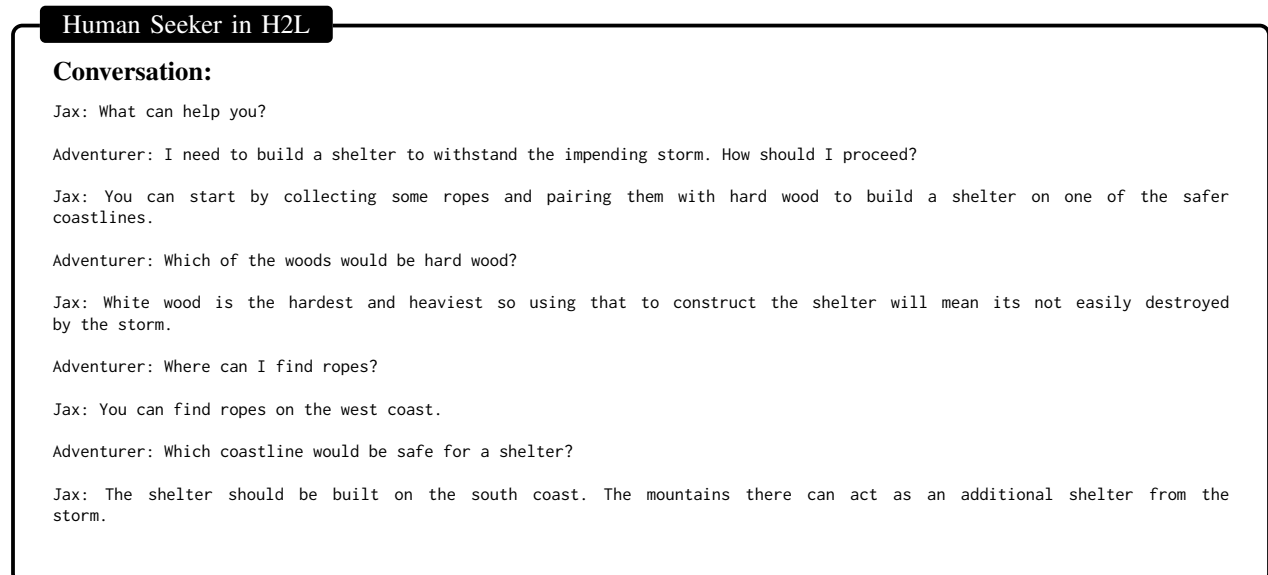 Human Seeker in H2L
Conversation:
Jax: What can help you?
Adventurer: I need to build a shelter to withstand the impending storm. How should I proceed?
Jax: You can start by collecting some ropes and pairing them with hard wood to build a shelter on one of the safer
coastlines.
Adventurer: Which of the woods would be hard wood?
Jax: White wood is the hardest and heaviest so using that to construct the shelter will mean its not easily destroyed
by the storm.
Adventurer: Where can I find ropes?
Jax: You can find ropes on the west coast.
Adventurer: Which coastline would be safe for a shelter?
Jax: The shelter should be built on the south coast. The mountains there can act as an additional shelter from the
storm.